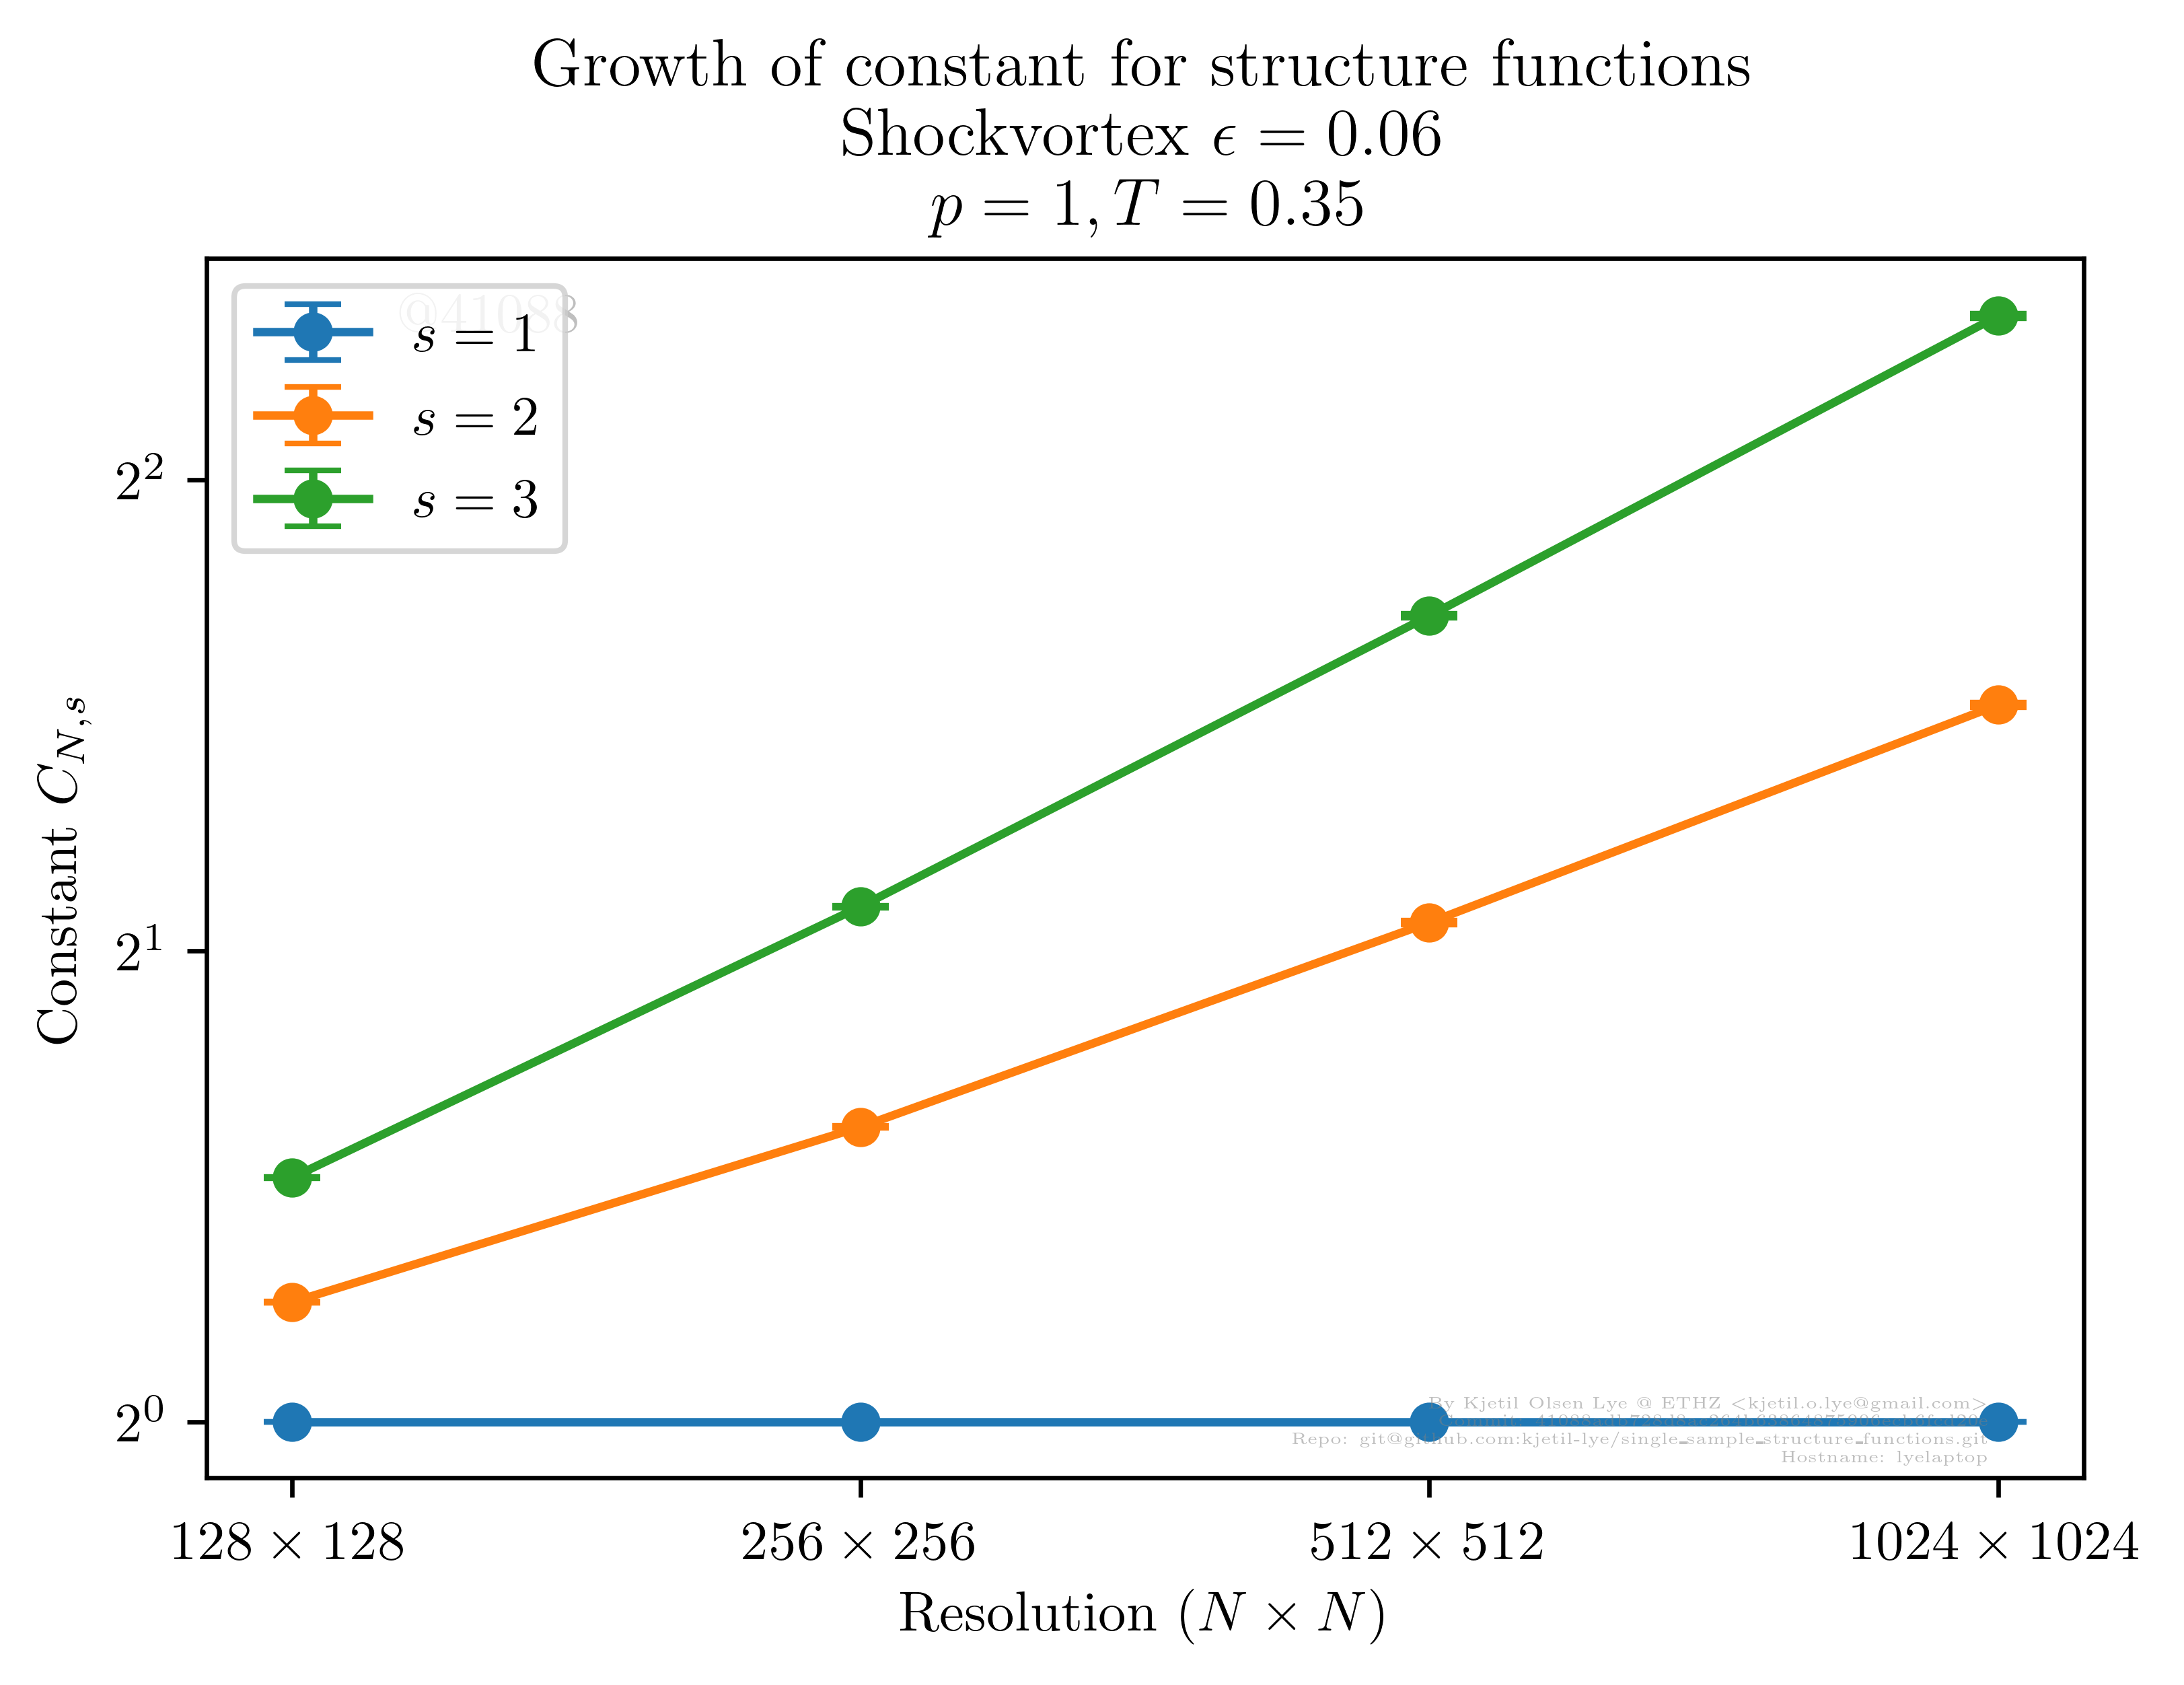 Growth of constant for structure functions
Shockvortex ϵ = 0.06
p = 1, T = 0.35
@41088
s = 1
s = 2
s = 3
2²
2¹
2⁰
Constant C_{N,s}
By Kjetil Olsen Lye @ ETHZ <kjetil.o.lye@gmail.com>
Repo: git@github.com:kjetil-lye/single_sample_structure_functions.git
Hostname: lyelaptop
128 × 128
256 × 256
512 × 512
1024 × 1024
Resolution (N × N)